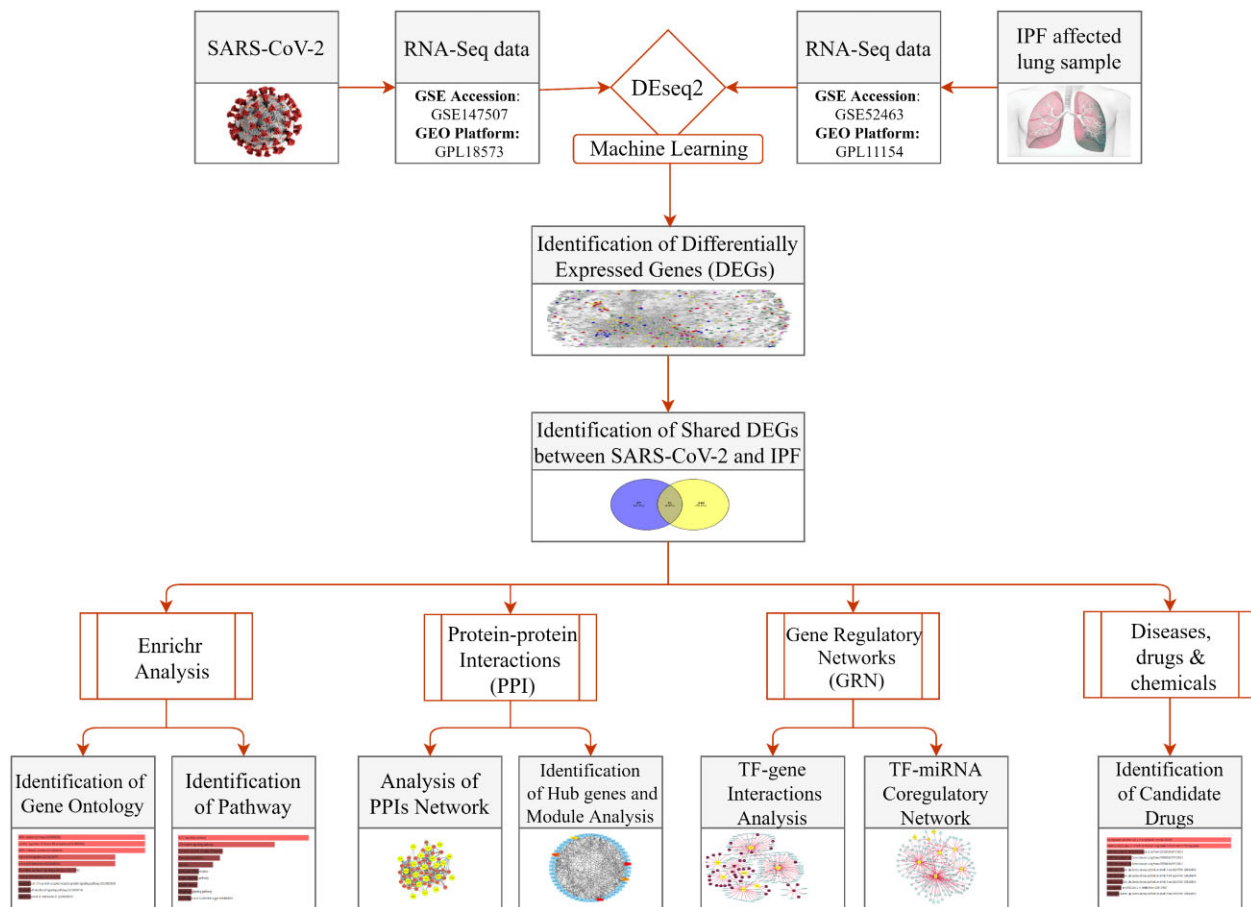 SARS-CoV-2
RNA-Seq data
GSE Accession:
GSE147507
GEO Platform:
GPL18573
DEseq2
Machine Learning
RNA-Seq data
GSE Accession:
GSE52463
GEO Platform:
GPL11154
IPF affected
lung sample
Identification of Differentially
Expressed Genes (DEGs)
Identification of Shared DEGs
between SARS-CoV-2 and IPF
Enrichr
Analysis
Protein-protein
Interactions
(PPI)
Gene Regulatory
Networks
(GRN)
Diseases,
drugs &
chemicals
Identification of
Gene Ontology
Identification
of Pathway
Analysis of
PPIs Network
Identification
of Hub genes and
Module Analysis
TF-gene
Interactions
Analysis
TF-miRNA
Coregulatory
Network
Identification
of Candidate
Drugs